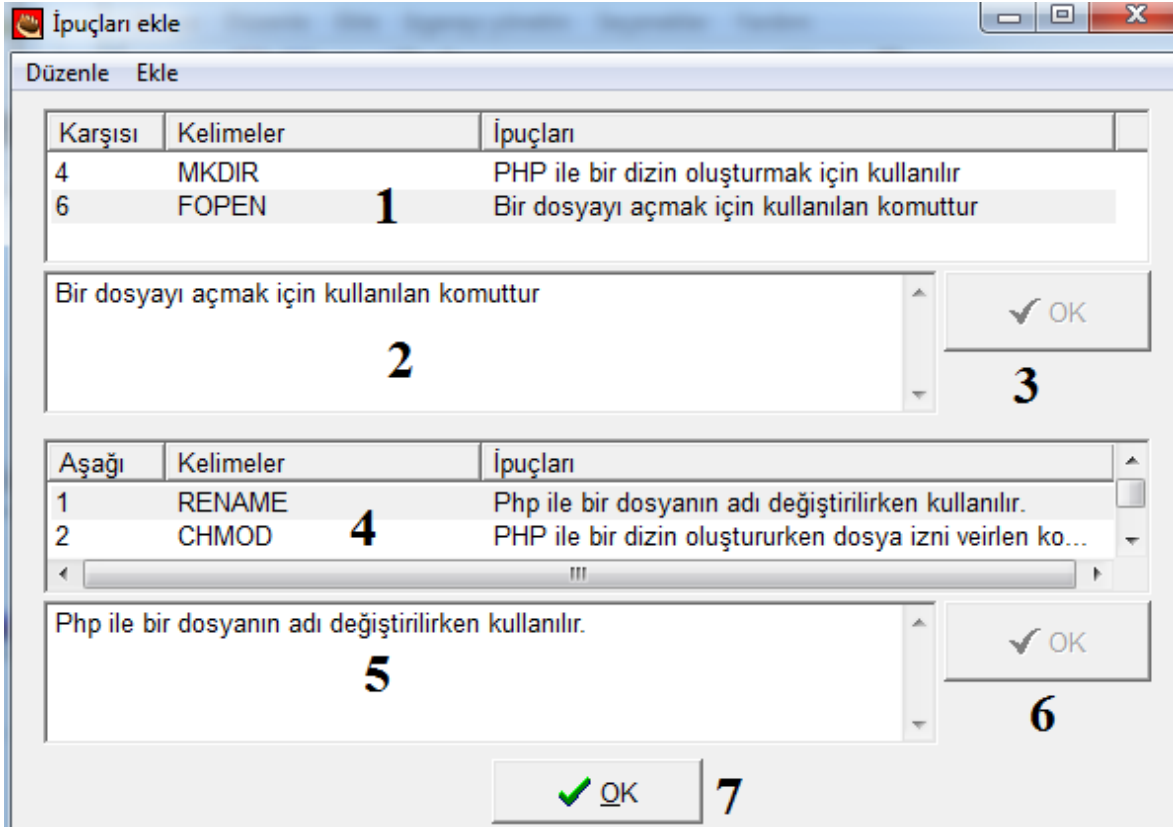 İpuçları ekle
Düzenle Ekle
Karşısı Kelimeler İpuçları
4 MKDIR PHP ile bir dizin oluşturmak için kullanılır
6 FOPEN Bir dosyayı açmak için kullanılan komuttur
1
Bir dosyayı açmak için kullanılan komuttur
OK
2
3
Aşağı Kelimeler İpuçları
1 RENAME Php ile bir dosyanın adı değiştirilirken kullanılır.
2 CHMOD PHP ile bir dizin oluştururken dosya izni veirlen ko...
4
Php ile bir dosyanın adı değiştirilirken kullanılır.
OK
5
6
OK
7